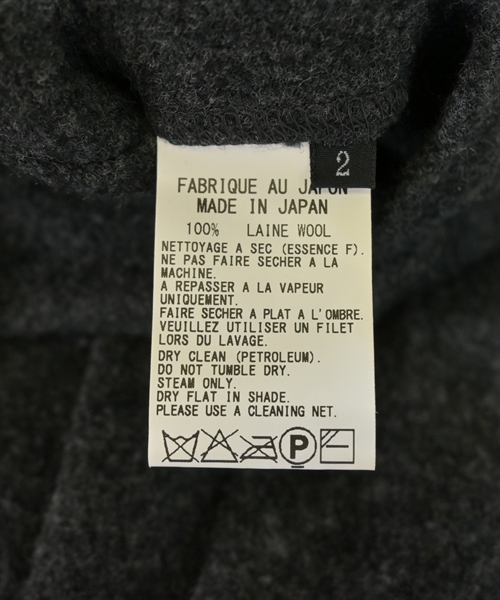 2
FABRIQUE AU JAPON
MADE IN JAPAN
100% LAINE WOOL
NETTOYAGE A SEC (ESSENCE F).
NE PAS FAIRE SECHER A LA
MACHINE.
A REPASSER A LA VAPEUR
UNIQUEMENT.
FAIRE SECHER A PLAT A L'OMBRE.
VEUILLEZ UTILISER UN FILET
LORS DU LAVAGE.
DRY CLEAN (PETROLEUM).
DO NOT TUMBLE DRY.
STEAM ONLY.
DRY FLAT IN SHADE.
PLEASE USE A CLEANING NET.
P